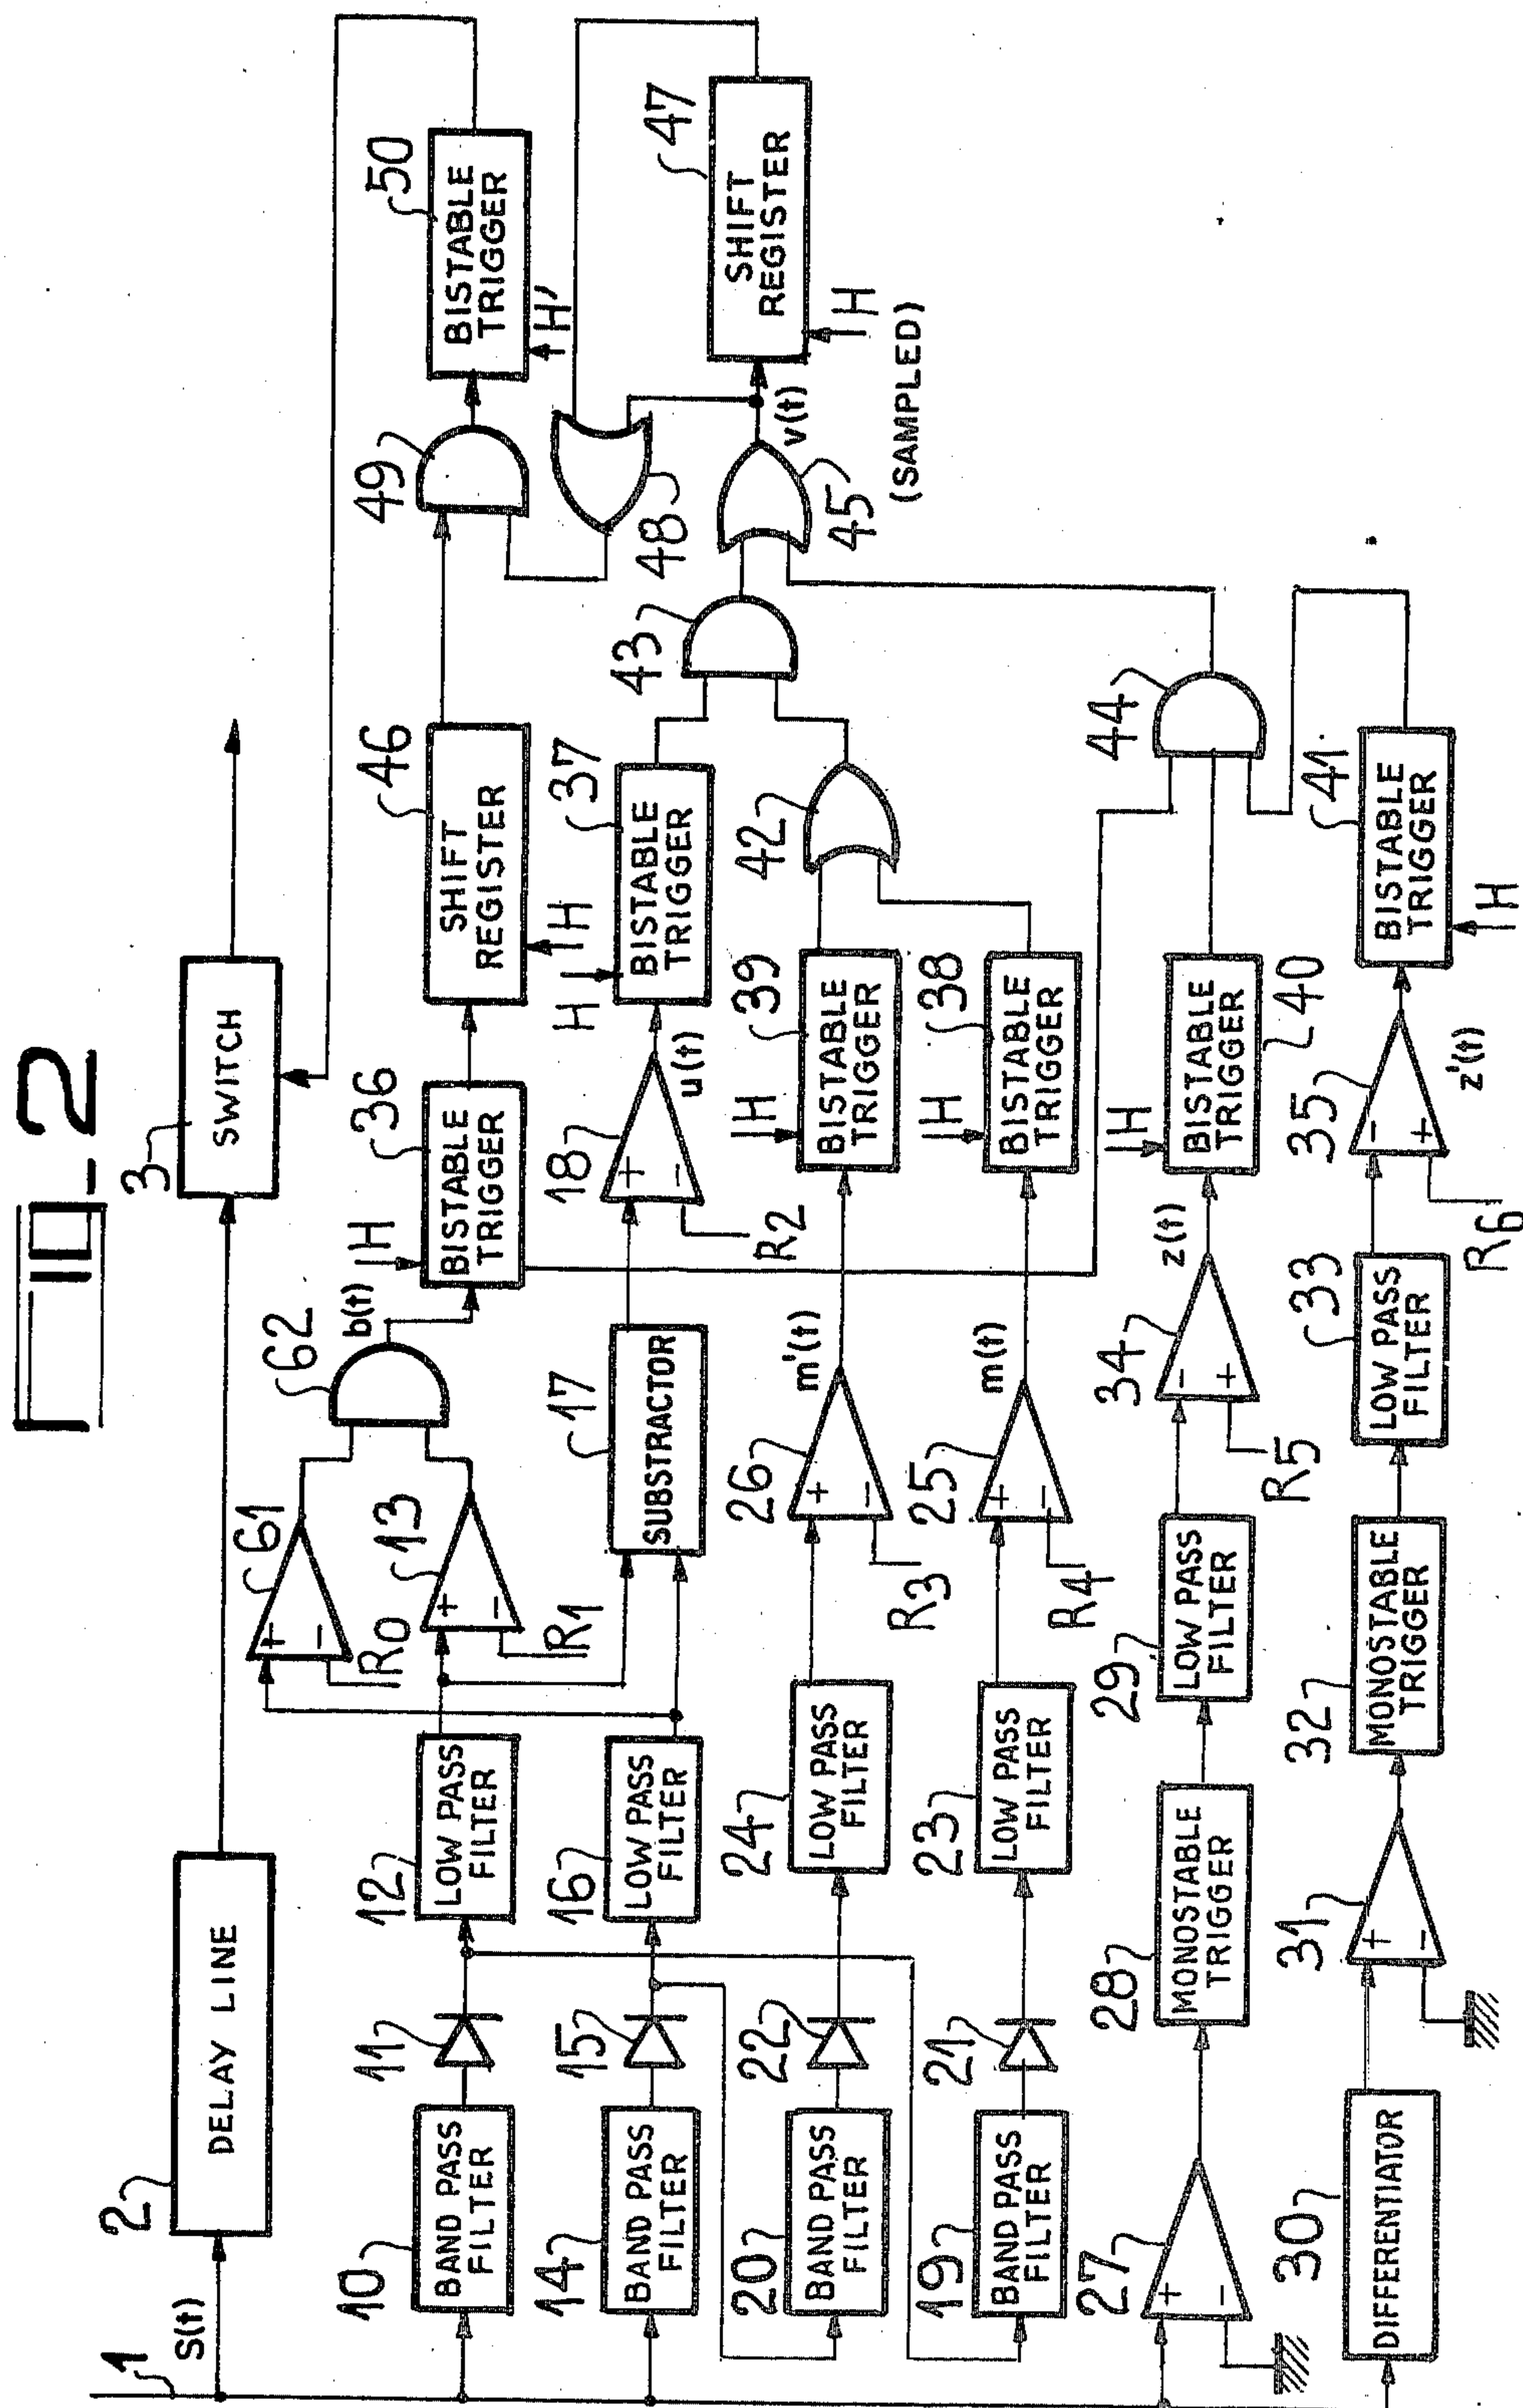 FIG_2
1
S(t)
2
DELAY LINE
3
SWITCH
10
BAND PASS
FILTER
11
12
LOW PASS
FILTER
61
+
−
R0
13
+
−
R1
62
b(t)
H
36
BISTABLE
TRIGGER
46
SHIFT
REGISTER
H
49
50
BISTABLE
TRIGGER
H'
14
BAND PASS
FILTER
15
16
LOW PASS
FILTER
17
SUBSTRACTOR
18
+
−
R2
u(t)
H
37
BISTABLE
TRIGGER
43
48
45
v(t)
(SAMPLED)
47
SHIFT
REGISTER
H
20
BAND PASS
FILTER
22
24
LOW PASS
FILTER
26
+
−
R3
m'(t)
H
39
BISTABLE
TRIGGER
42
19
BAND PASS
FILTER
21
23
LOW PASS
FILTER
25
+
−
R4
m(t)
H
38
BISTABLE
TRIGGER
27
+
−
28
MONOSTABLE
TRIGGER
29
LOW PASS
FILTER
34
−
+
R5
z(t)
H
40
BISTABLE
TRIGGER
44
30
DIFFERENTIATOR
31
+
−
32
MONOSTABLE
TRIGGER
33
LOW PASS
FILTER
35
−
+
R6
z'(t)
41
BISTABLE
TRIGGER
H